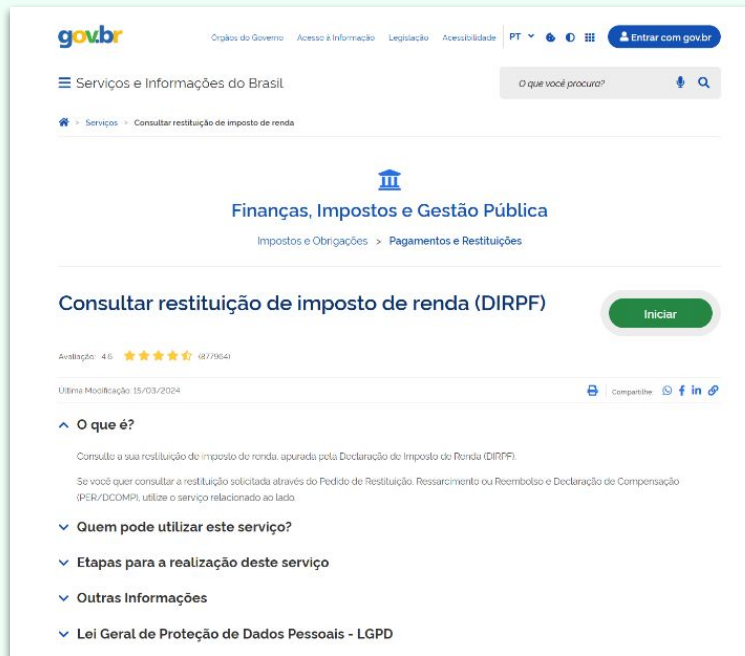 gov.br
Órgãos do Governo Acesso à Informação Legislação Acessibilidade PT Entrar com gov.br
Serviços e Informações do Brasil
O que você procura?
Serviços > Consultar restituição de imposto de renda
Finanças, Impostos e Gestão Pública
Impostos e Obrigações > Pagamentos e Restituições
Consultar restituição de imposto de renda (DIRPF)
Iniciar
Avaliação: 4.6 (877964)
Última Modificação: 15/03/2024
Compartilhe:
O que é?
Consulte a sua restituição de imposto de renda, apurada pela Declaração de Imposto de Renda (DIRPF).
Se você quer consultar a restituição solicitada através do Pedido de Restituição, Ressarcimento ou Reembolso e Declaração de Compensação
(PER/DCOMP), utilize o serviço relacionado ao lado.
Quem pode utilizar este serviço?
Etapas para a realização deste serviço
Outras Informações
Lei Geral de Proteção de Dados Pessoais - LGPD